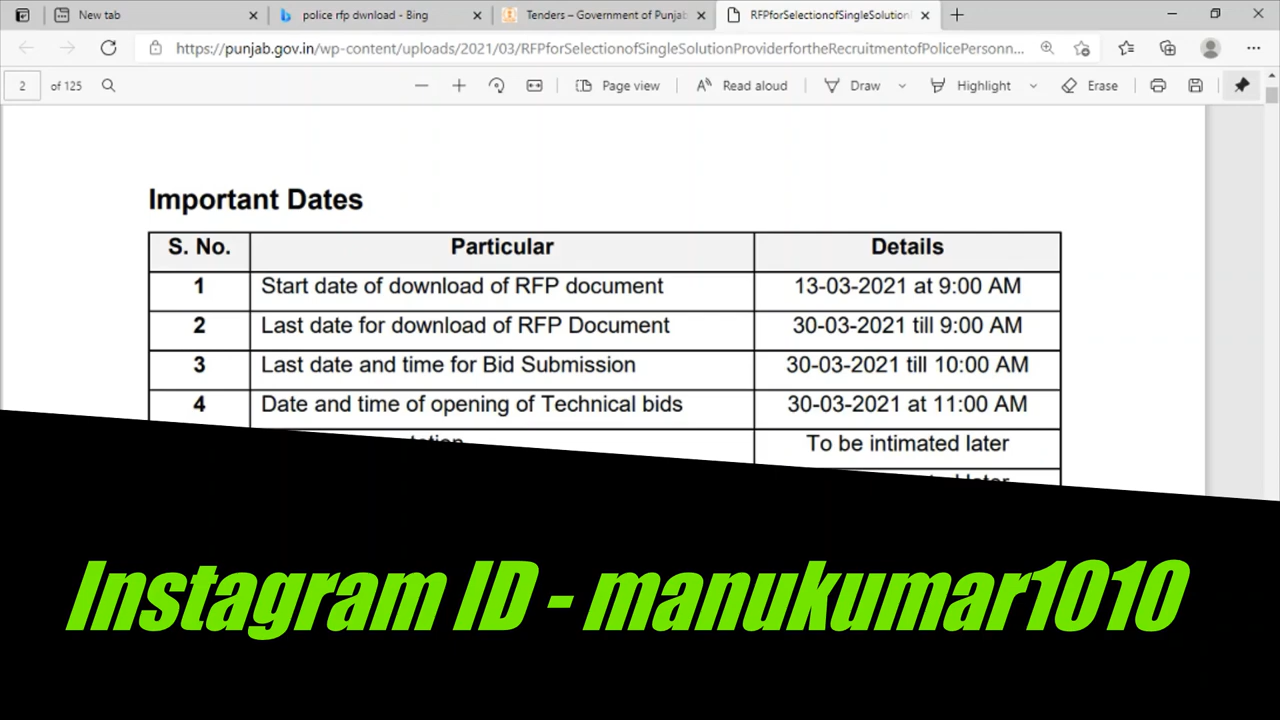 New tab
police rfp dwnload - Bing
Tenders – Government of Punjab
RFPforSelectionofSingleSolution
https://punjab.gov.in/wp-content/uploads/2021/03/RFPforSelectionofSingleSolutionProviderfortheRecruitmentofPolicePersonn...
2 of 125
Page view
Read aloud
Draw
Highlight
Erase
Important Dates
S. No. Particular Details
1 Start date of download of RFP document 13-03-2021 at 9:00 AM
2 Last date for download of RFP Document 30-03-2021 till 9:00 AM
3 Last date and time for Bid Submission 30-03-2021 till 10:00 AM
4 Date and time of opening of Technical bids 30-03-2021 at 11:00 AM
To be intimated later
Instagram ID - manukumar1010